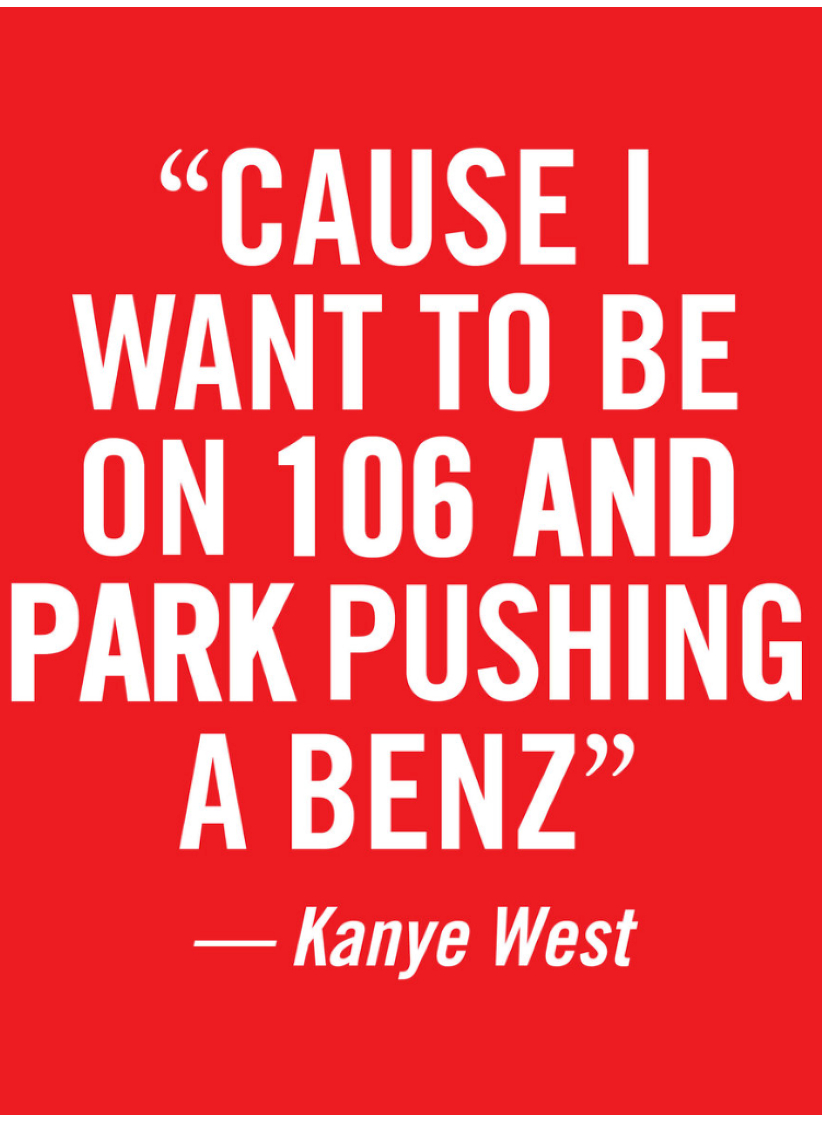 “CAUSE I
WANT TO BE
ON 106 AND
PARK PUSHING
A BENZ”
— Kanye West